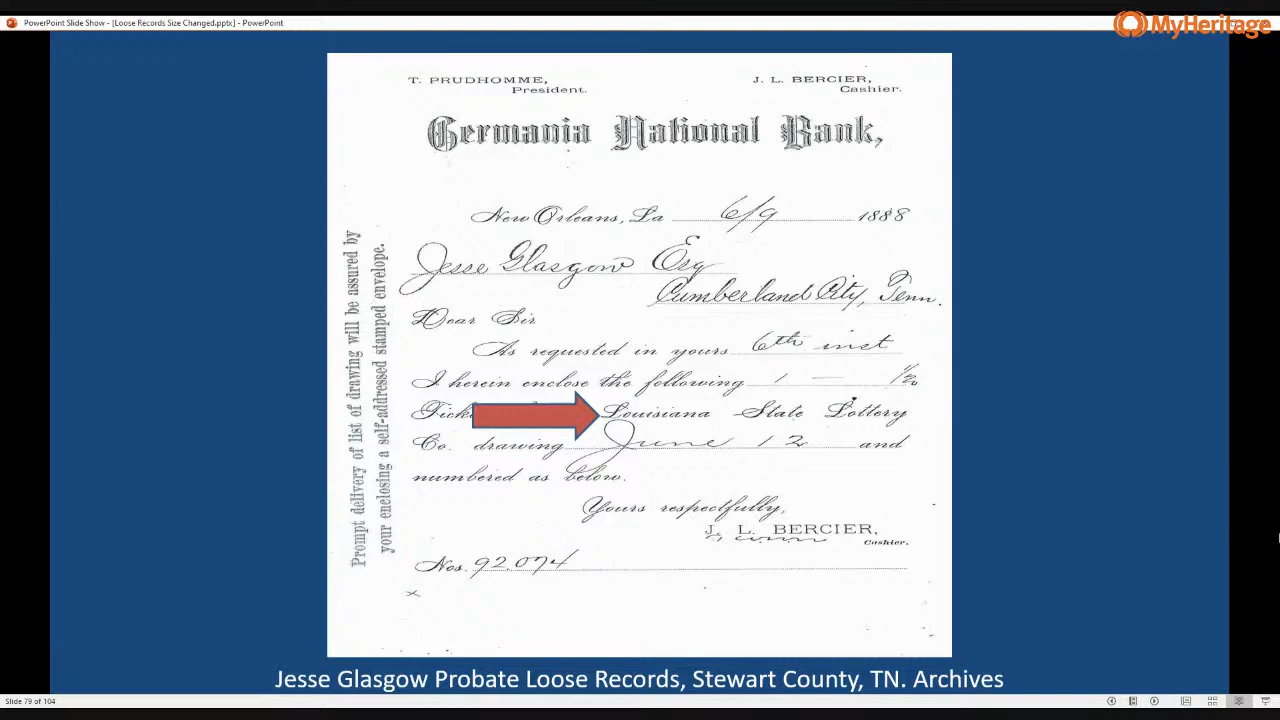 PowerPoint Slide Show - [Loose Records Size Changed.pptx] - PowerPoint
MyHeritage
T. PRUDHOMME,
President.
J. L. BERCIER,
Cashier.
Germania National Bank,
New Orleans, La 6/9 1888
Jesse Glasgow Esq
Cumberland City, Tenn.
Dear Sir
As requested in yours 6th inst
I herein enclose the following 1 — 1/20
Louisiana State Lottery
Co. drawing June 12 and
numbered as below.
Yours respectfully,
J. L. BERCIER,
Cashier.
Nos. 92.074
Prompt delivery of list of drawing will be assured by
your enclosing a self-addressed stamped envelope.
Jesse Glasgow Probate Loose Records, Stewart County, TN. Archives
Slide 79 of 104